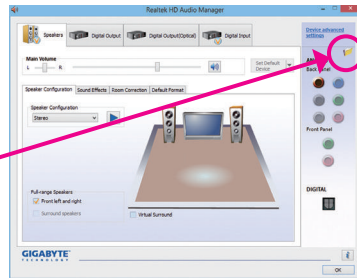 Realtek HD Audio Manager
Speakers
Digital Output
Digital Output(Optical)
Digital Input
Device advanced
settings
Main Volume
L
R
Set Default
Device
AN
Back Panel
Speaker Configuration
Sound Effects
Room Correction
Default Format
Speaker Configuration
Stereo
Front Panel
Full-range Speakers
Front left and right
Surround speakers
Virtual Surround
DIGITAL
GIGABYTE
TECHNOLOGY
i
OK